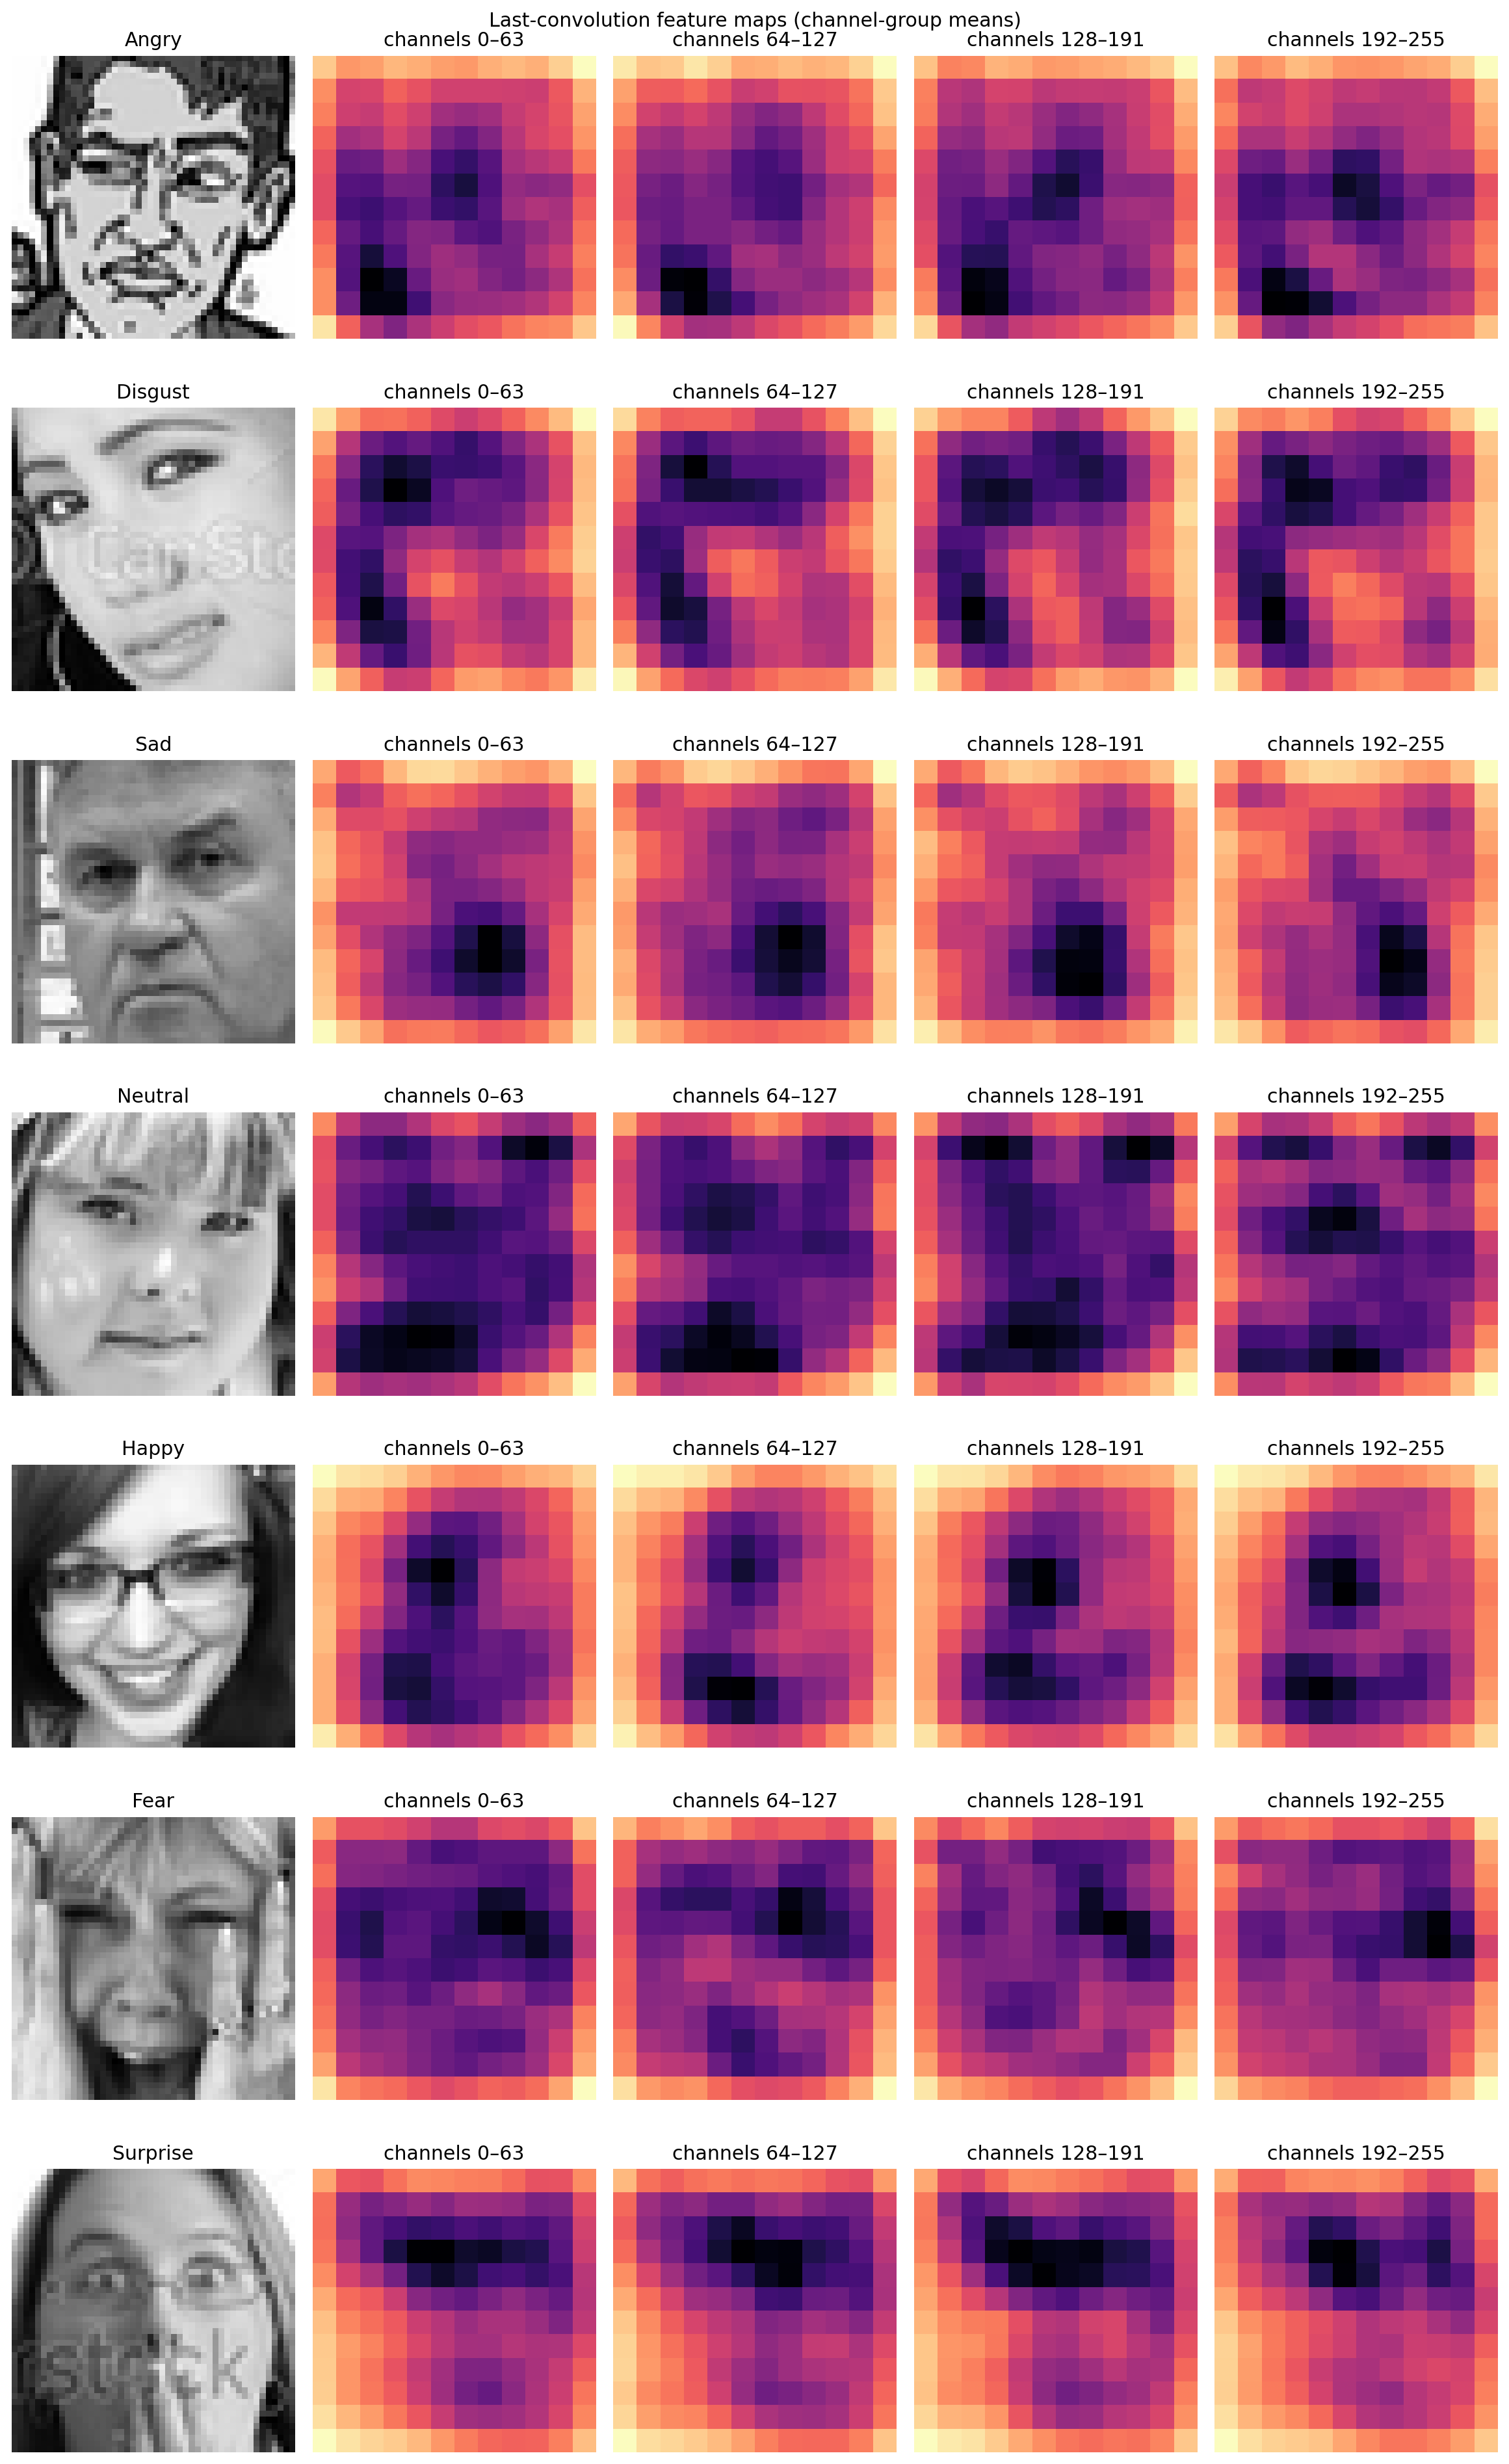 Last-convolution feature maps (channel-group means)
Angry channels 0–63 channels 64–127 channels 128–191 channels 192–255
Disgust channels 0–63 channels 64–127 channels 128–191 channels 192–255
Sad channels 0–63 channels 64–127 channels 128–191 channels 192–255
Neutral channels 0–63 channels 64–127 channels 128–191 channels 192–255
Happy channels 0–63 channels 64–127 channels 128–191 channels 192–255
Fear channels 0–63 channels 64–127 channels 128–191 channels 192–255
Surprise channels 0–63 channels 64–127 channels 128–191 channels 192–255